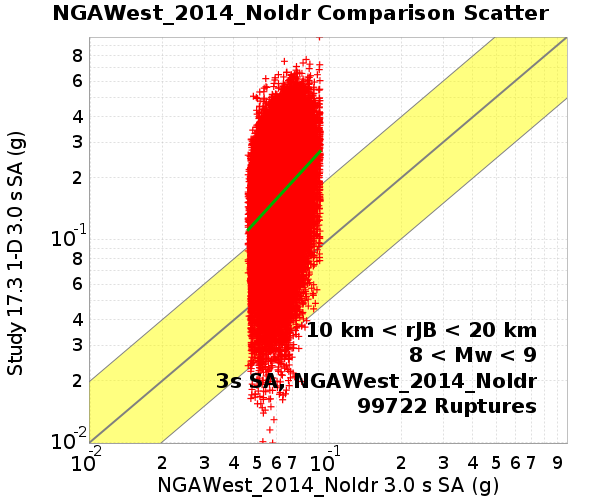 NGAWest_2014_NoIdr Comparison Scatter
Study 17.3 1-D 3.0 s SA (g)
8
6
4
3
2
10-1
8
6
4
3
2
10-2
10 km < rJB < 20 km
8 < Mw < 9
3s SA, NGAWest_2014_NoIdr
99722 Ruptures
10-2 2 3 4 5 6 7 10-1 2 3 4 5 6 7 9
NGAWest_2014_NoIdr 3.0 s SA (g)